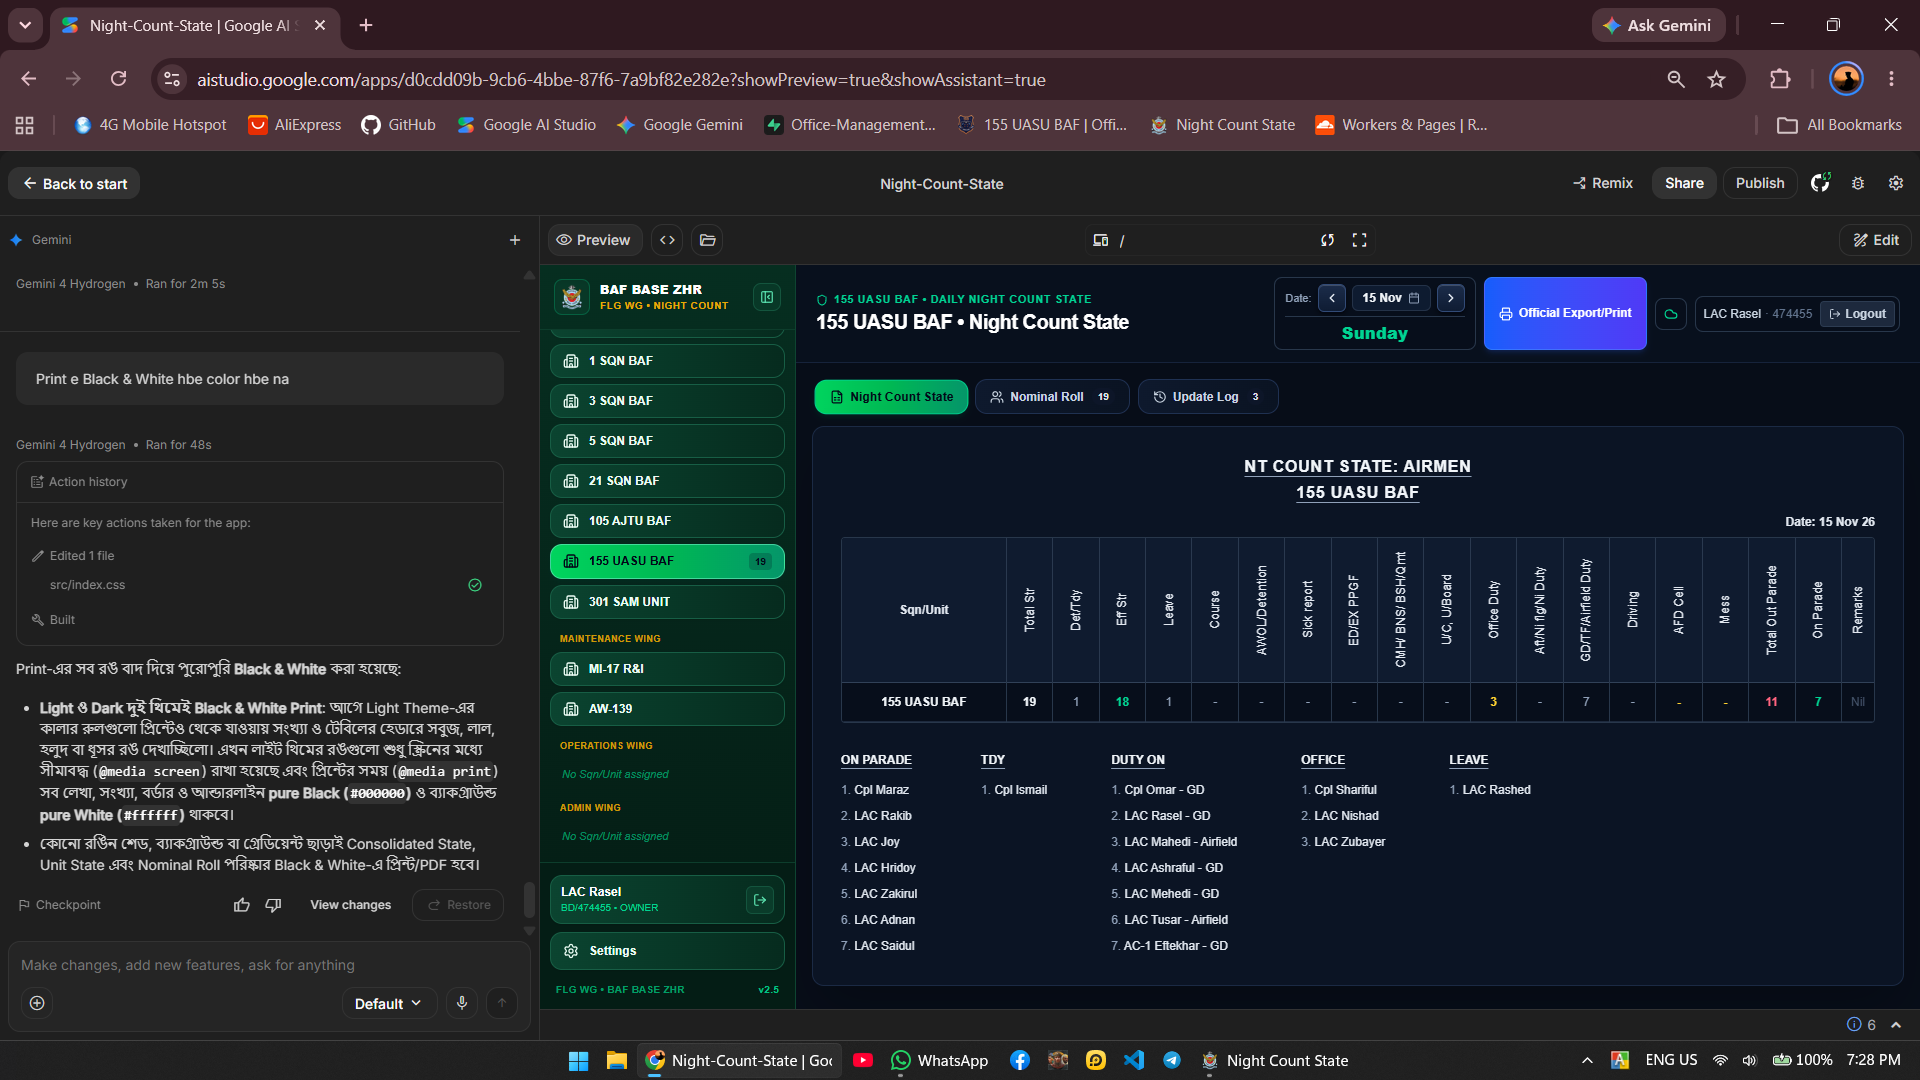 Night-Count-State | Google AI S
Ask Gemini
aistudio.google.com/apps/d0cdd09b-9cb6-4bbe-87f6-7a9bf82e282e?showPreview=true&showAssistant=true
4G Mobile Hotspot
AliExpress
GitHub
Google AI Studio
Google Gemini
Office-Management...
155 UASU BAF | Offi...
Night Count State
Workers & Pages | R...
All Bookmarks
Back to start
Night-Count-State
Remix
Share
Publish
Gemini
Gemini 4 Hydrogen • Ran for 2m 5s
Print e Black & White hbe color hbe na
Gemini 4 Hydrogen • Ran for 48s
Action history
Here are key actions taken for the app:
Edited 1 file
src/index.css
Built
Print-এর সব রঙ বাদ দিয়ে পুরোপুরি Black & White করা হয়েছে:
• Light ও Dark দুই থিমেই Black & White Print: আগে Light Theme-এর
কালার রুলগুলো প্রিন্টেও থেকে যাওয়ায় সংখ্যা ও টেবিলের হেডারে সবুজ, লাল,
হলুদ বা ধূসর রঙ দেখাচ্ছিলো। এখন লাইট থিমের রঙগুলো শুধু স্ক্রিনের মধ্যে
সীমাবদ্ধ (@media screen) রাখা হয়েছে এবং প্রিন্টের সময় (@media print)
সব লেখা, সংখ্যা, বর্ডার ও আন্ডারলাইন pure Black (#000000) ও ব্যাকগ্রাউন্ড
pure White (#ffffff) থাকবে।
• কোনো রঙিন শেড, ব্যাকগ্রাউন্ড বা গ্রেডিয়েন্ট ছাড়াই Consolidated State,
Unit State এবং Nominal Roll পরিষ্কার Black & White-এ প্রিন্ট/PDF হবে।
Checkpoint
View changes
Restore
Make changes, add new features, ask for anything
Default
Preview
/
Edit
BAF BASE ZHR
FLG WG • NIGHT COUNT
1 SQN BAF
3 SQN BAF
5 SQN BAF
21 SQN BAF
105 AJTU BAF
155 UASU BAF 19
301 SAM UNIT
MAINTENANCE WING
MI-17 R&I
AW-139
OPERATIONS WING
No Sqn/Unit assigned
ADMIN WING
No Sqn/Unit assigned
LAC Rasel
BD/474455 • OWNER
Settings
FLG WG • BAF BASE ZHR v2.5
155 UASU BAF • DAILY NIGHT COUNT STATE
155 UASU BAF • Night Count State
Date: 15 Nov
Sunday
Official Export/Print
LAC Rasel · 474455
Logout
Night Count State
Nominal Roll 19
Update Log 3
NT COUNT STATE: AIRMEN
155 UASU BAF
Date: 15 Nov 26
Sqn/Unit
Total Str
Det/Tdy
Eff Str
Leave
Course
AWOL/Detention
Sick report
ED/EX PPGF
CMH/ BNS/ BSH/Qrnt
U/C, U/Board
Office Duty
Aft/Ni flg/Ni Duty
GD/TF/Airfield Duty
Driving
AFD Cell
Mess
Total Out Parade
On Parade
Remarks
155 UASU BAF 19 1 18 1 - - - - - - 3 - 7 - - - 11 7 Nil
ON PARADE
1. Cpl Maraz
2. LAC Rakib
3. LAC Joy
4. LAC Hridoy
5. LAC Zakirul
6. LAC Adnan
7. LAC Saidul
TDY
1. Cpl Ismail
DUTY ON
1. Cpl Omar - GD
2. LAC Rasel - GD
3. LAC Mahedi - Airfield
4. LAC Ashraful - GD
5. LAC Mehedi - GD
6. LAC Tusar - Airfield
7. AC-1 Eftekhar - GD
OFFICE
1. Cpl Shariful
2. LAC Nishad
3. LAC Zubayer
LEAVE
1. LAC Rashed
6
Night-Count-State | Goo
WhatsApp
Night Count State
ENG US
100%
7:28 PM